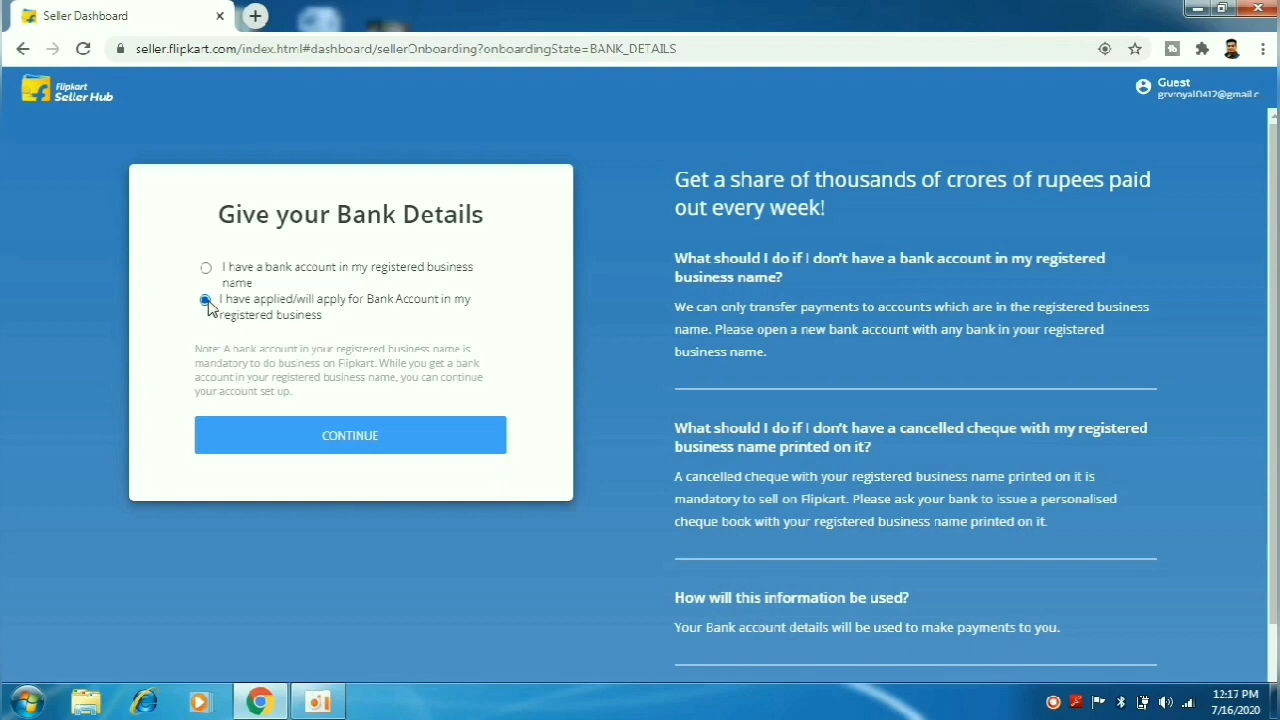 Seller Dashboard
seller.flipkart.com/index.html#dashboard/sellerOnboarding?onboardingState=BANK_DETAILS
Flipkart
Seller Hub
Guest
grvroyal0412@gmail.c
Give your Bank Details
I have a bank account in my registered business
name
I have applied/will apply for Bank Account in my
registered business
Note: A bank account in your registered business name is
mandatory to do business on Flipkart. While you get a bank
account in your registered business name, you can continue
your account set up.
CONTINUE
Get a share of thousands of crores of rupees paid
out every week!
What should I do if I don't have a bank account in my registered
business name?
We can only transfer payments to accounts which are in the registered business
name. Please open a new bank account with any bank in your registered
business name.
What should I do if I don't have a cancelled cheque with my registered
business name printed on it?
A cancelled cheque with your registered business name printed on it is
mandatory to sell on Flipkart. Please ask your bank to issue a personalised
cheque book with your registered business name printed on it.
How will this information be used?
Your Bank account details will be used to make payments to you.
12:17 PM
7/16/2020